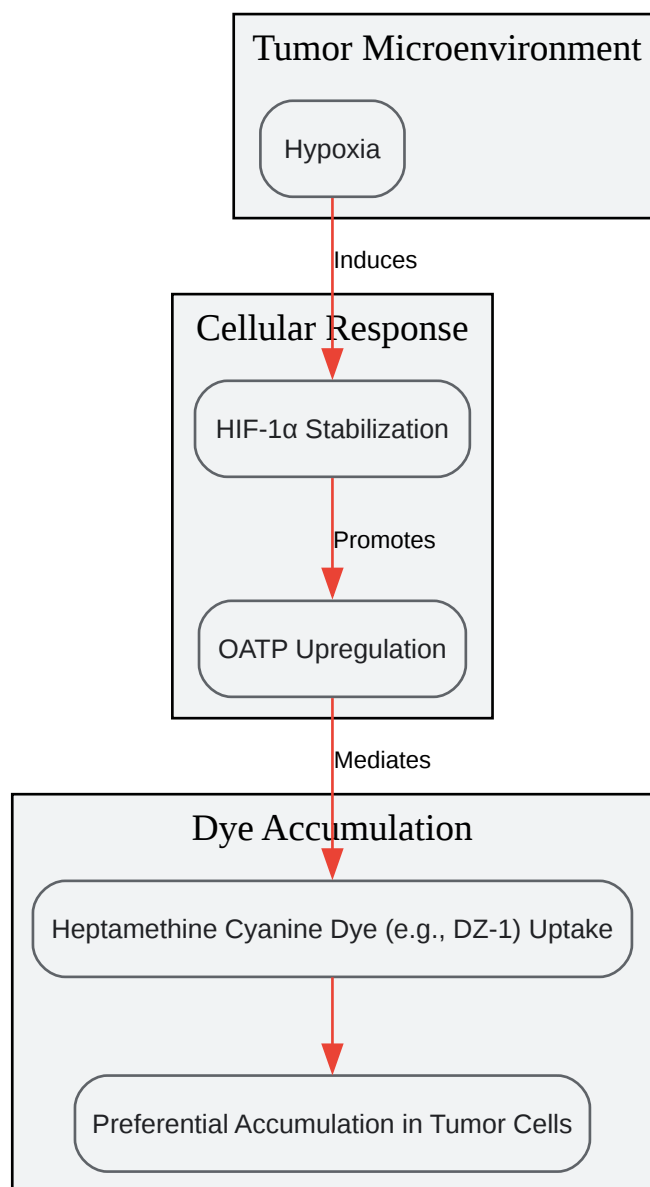 Tumor Microenvironment
Hypoxia
Induces
Cellular Response
HIF-1α Stabilization
Promotes
OATP Upregulation
Mediates
Dye Accumulation
Heptamethine Cyanine Dye (e.g., DZ-1) Uptake
Preferential Accumulation in Tumor Cells